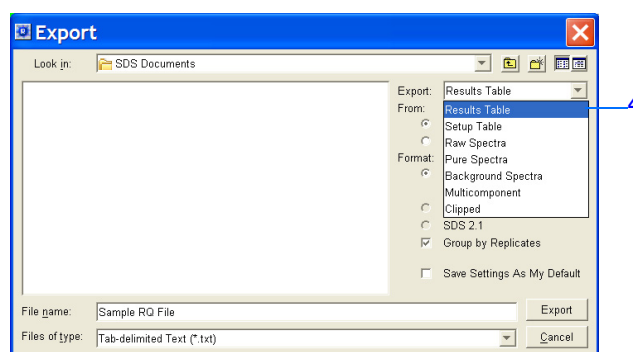 Export
Look in: SDS Documents
Export: Results Table
From: Results Table
Setup Table
Raw Spectra
Format: Pure Spectra
Background Spectra
Multicomponent
Clipped
SDS 2.1
Group by Replicates
Save Settings As My Default
File name: Sample RQ File Export
Files of type: Tab-delimited Text (*.txt) Cancel